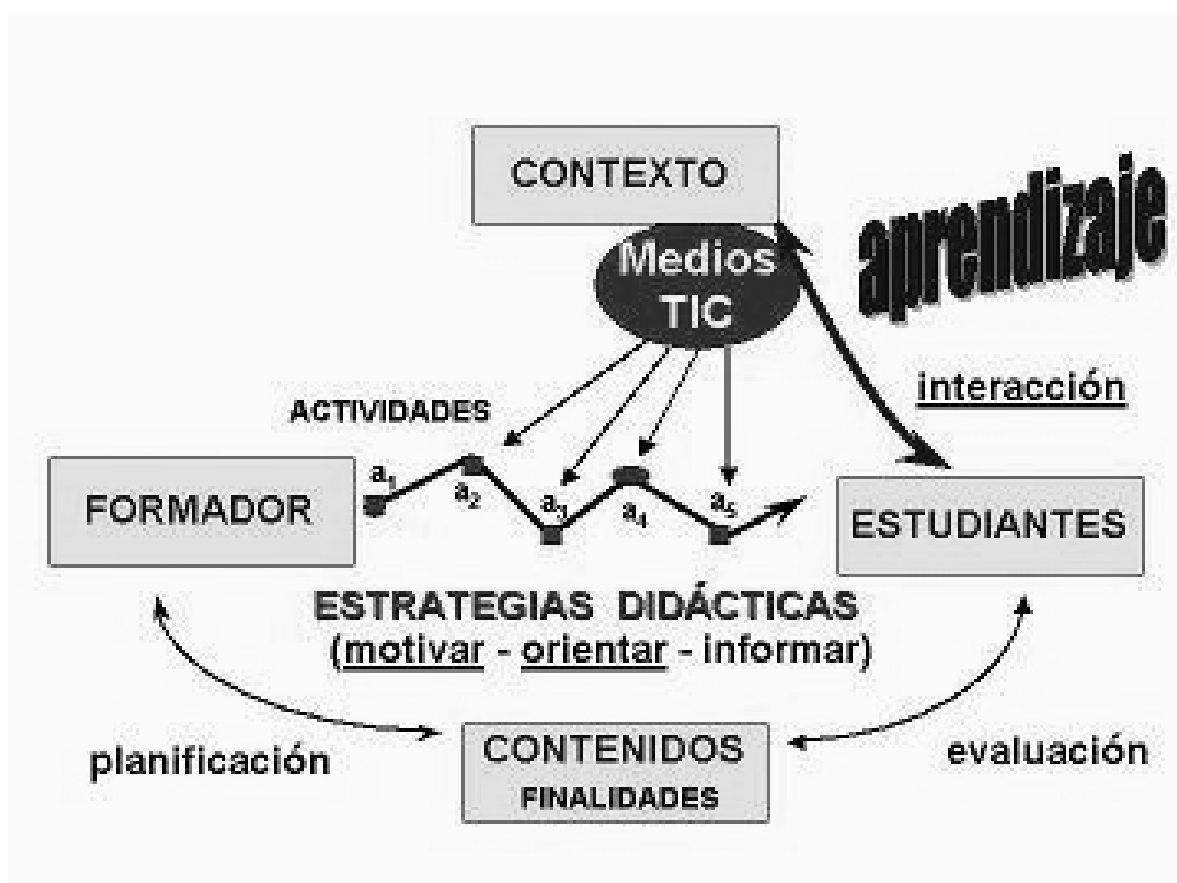 CONTEXTO
aprendizaje
Medios
TIC
interacción
ACTIVIDADES
FORMADOR
a1
a2
a3
a4
a5
ESTUDIANTES
ESTRATEGIAS DIDÁCTICAS
(motivar - orientar - informar)
planificación
CONTENIDOS
FINALIDADES
evaluación